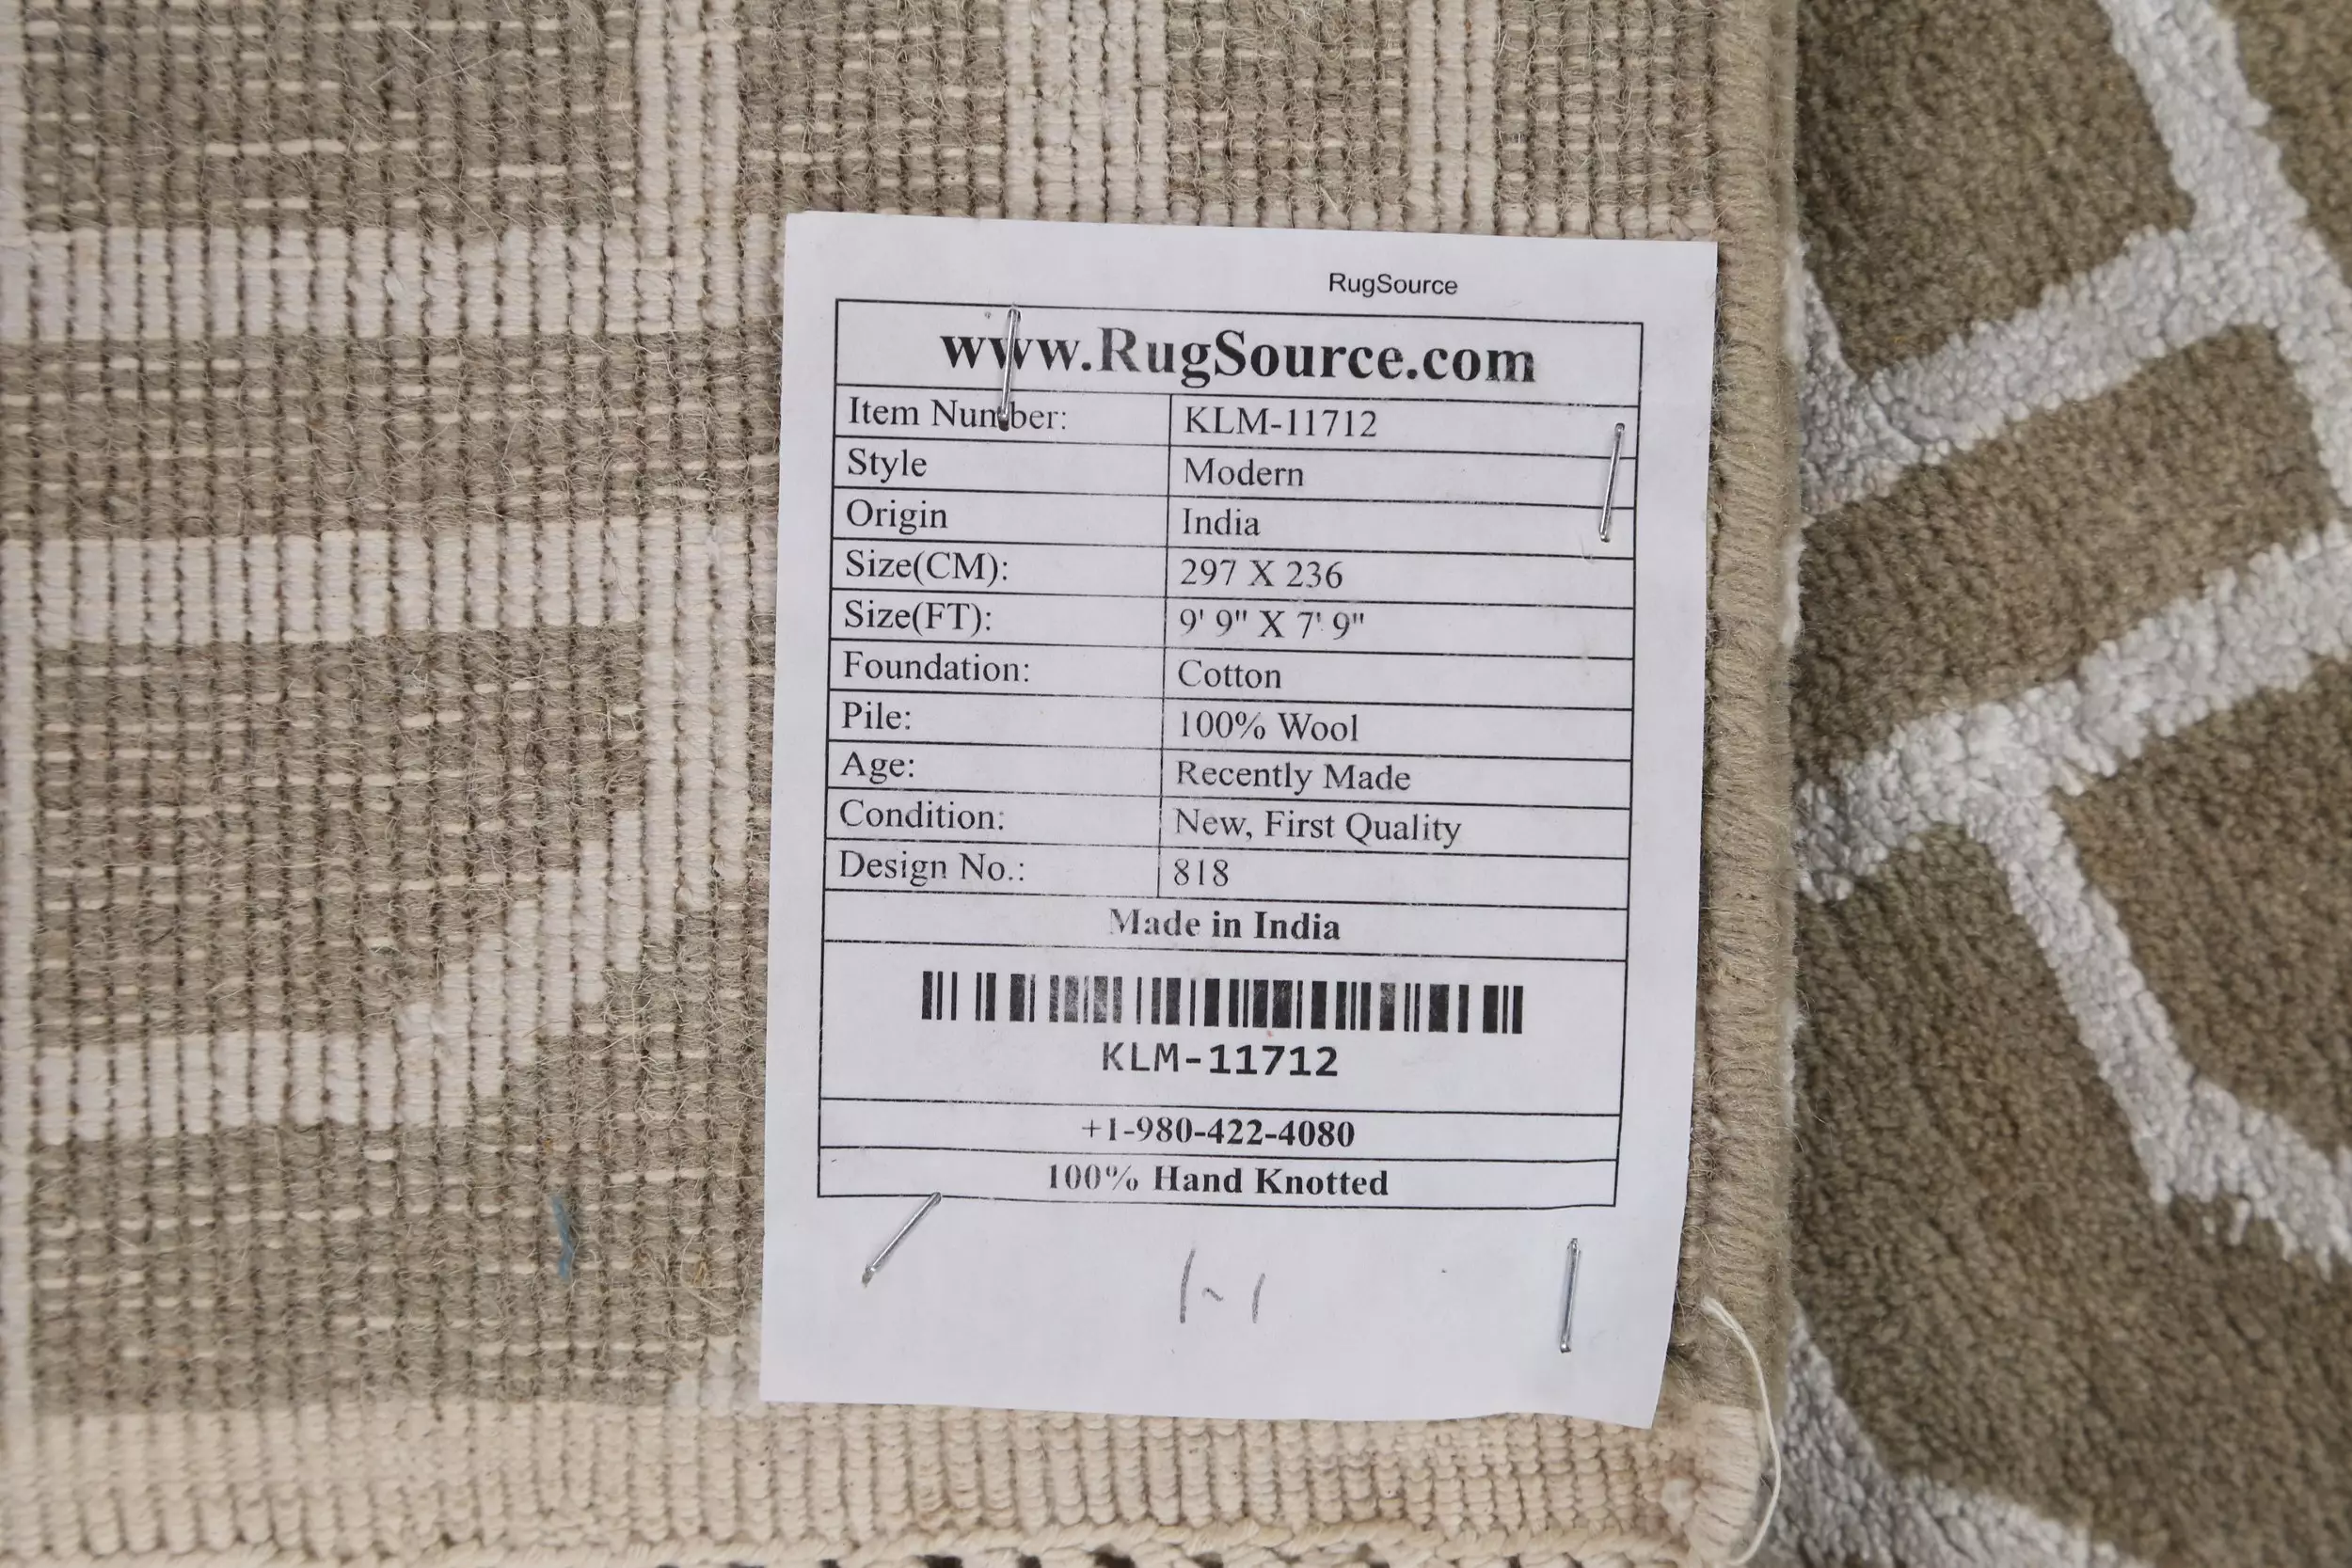 RugSource
www.RugSource.com
Item Number: KLM-11712
Style Modern
Origin India
Size(CM): 297 X 236
Size(FT): 9' 9" X 7' 9"
Foundation: Cotton
Pile: 100% Wool
Age: Recently Made
Condition: New, First Quality
Design No.: 818
Made in India
KLM-11712
+1-980-422-4080
100% Hand Knotted